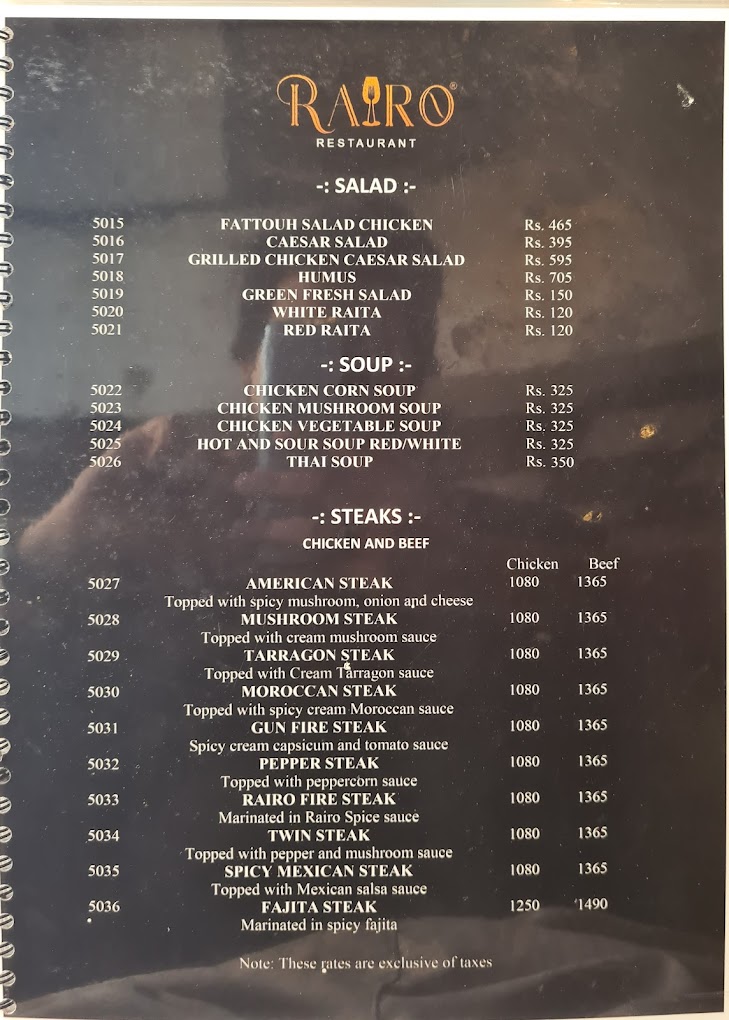 RAIRO®
RESTAURANT
-: SALAD :-
5015 FATTOUH SALAD CHICKEN Rs. 465
5016 CAESAR SALAD Rs. 395
5017 GRILLED CHICKEN CAESAR SALAD Rs. 595
5018 HUMUS Rs. 705
5019 GREEN FRESH SALAD Rs. 150
5020 WHITE RAITA Rs. 120
5021 RED RAITA Rs. 120
-: SOUP :-
5022 CHICKEN CORN SOUP Rs. 325
5023 CHICKEN MUSHROOM SOUP Rs. 325
5024 CHICKEN VEGETABLE SOUP Rs. 325
5025 HOT AND SOUR SOUP RED/WHITE Rs. 325
5026 THAI SOUP Rs. 350
-: STEAKS :-
CHICKEN AND BEEF
Chicken Beef
5027 AMERICAN STEAK 1080 1365
Topped with spicy mushroom, onion and cheese
5028 MUSHROOM STEAK 1080 1365
Topped with cream mushroom sauce
5029 TARRAGON STEAK 1080 1365
Topped with Cream Tarragon sauce
5030 MOROCCAN STEAK 1080 1365
Topped with spicy cream Moroccan sauce
5031 GUN FIRE STEAK 1080 1365
Spicy cream capsicum and tomato sauce
5032 PEPPER STEAK 1080 1365
Topped with peppercorn sauce
5033 RAIRO FIRE STEAK 1080 1365
Marinated in Rairo Spice sauce
5034 TWIN STEAK 1080 1365
Topped with pepper and mushroom sauce
5035 SPICY MEXICAN STEAK 1080 1365
Topped with Mexican salsa sauce
5036 FAJITA STEAK 1250 1490
Marinated in spicy fajita
Note: These rates are exclusive of taxes